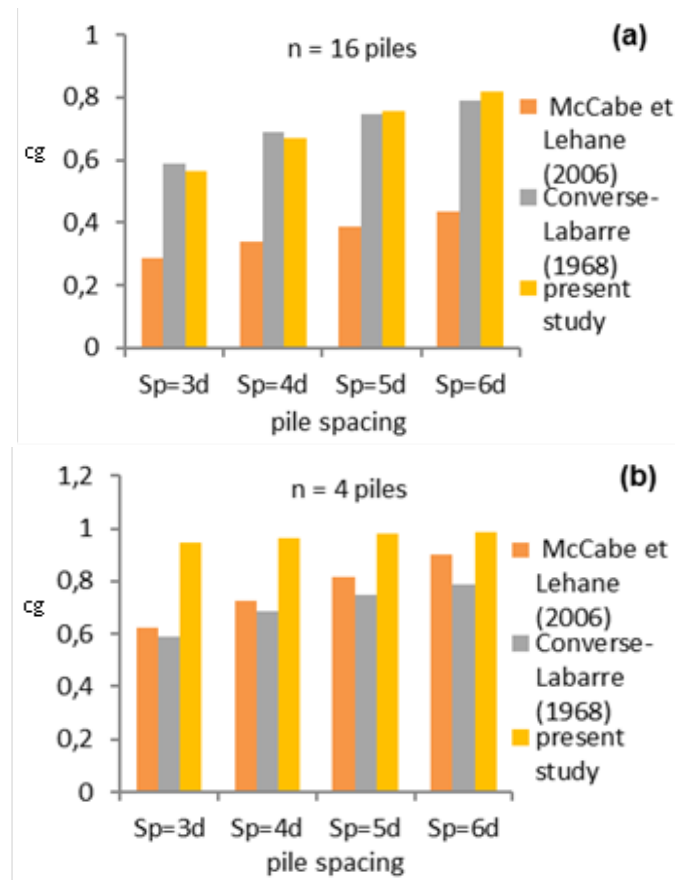 (a)
n = 16 piles
1
0,8
0,6
0,4
0,2
0
cg
Sp=3d Sp=4d Sp=5d Sp=6d
pile spacing
McCabe et
Lehane
(2006)
Converse-
Labarre
(1968)
present
study
(b)
n = 4 piles
1,2
1
0,8
0,6
0,4
0,2
0
cg
Sp=3d Sp=4d Sp=5d Sp=6d
pile spacing
McCabe et
Lehane
(2006)
Converse-
Labarre
(1968)
present
study